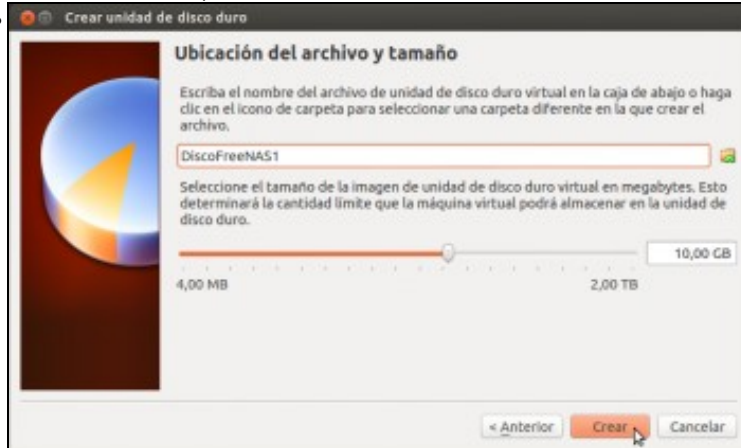 Crear unidad de disco duro
Ubicación del archivo y tamaño
Escriba el nombre del archivo de unidad de disco duro virtual en la caja de abajo o haga
clic en el icono de carpeta para seleccionar una carpeta diferente en la que crear el
archivo.
DiscoFreeNAS1
Seleccione el tamaño de la imagen de unidad de disco duro virtual en megabytes. Esto
determinará la cantidad límite que la máquina virtual podrá almacenar en la unidad de
disco duro.
10,00 GB
4,00 MB 2,00 TB
< Anterior Crear Cancelar